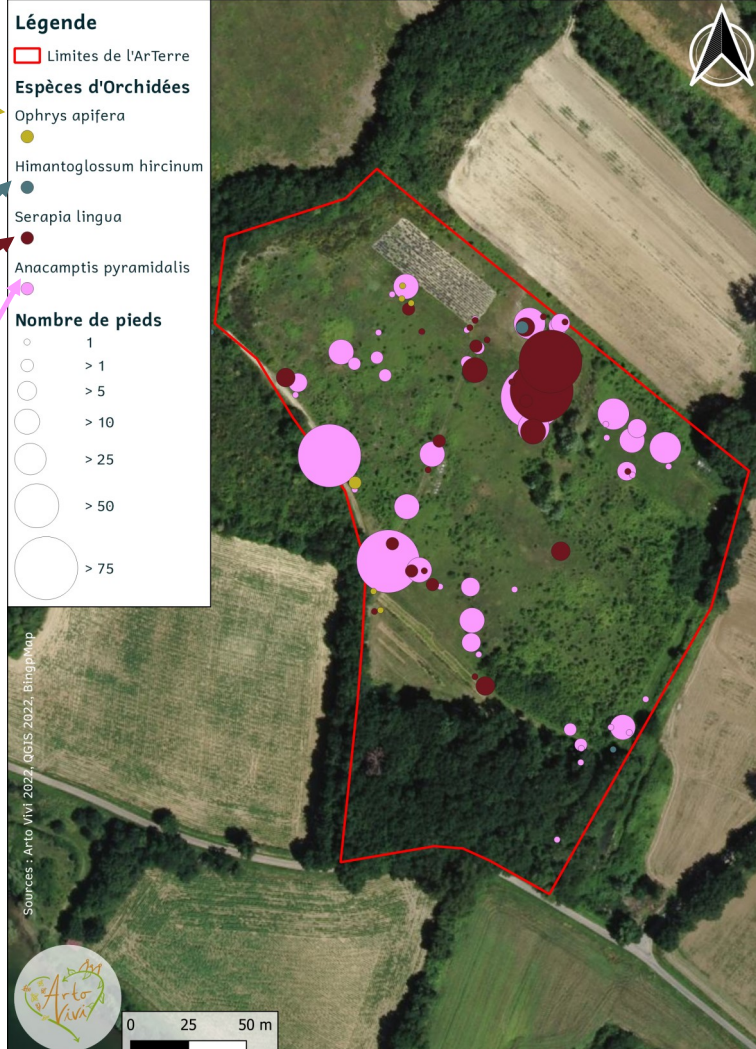 Légende
Limites de l'ArTerre
Espèces d'Orchidées
Ophrys apifera
Himantoglossum hircinum
Serapia lingua
Anacamptis pyramidalis
Nombre de pieds
1
> 1
> 5
> 10
> 25
> 50
> 75
Sources : Arto Vivi 2022, QGIS 2022, BingpMap
Arto
Vivi
0 25 50 m